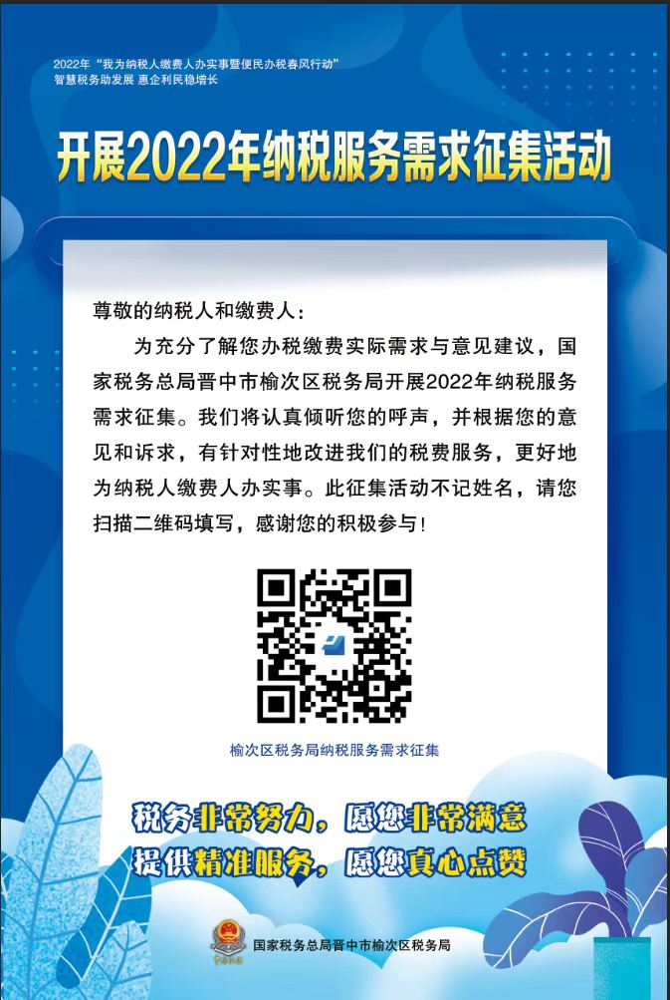 2022年“我为纳税人缴费人办实事暨便民办税春风行动”
智慧税务助发展 惠企利民稳增长
开展2022年纳税服务需求征集活动
尊敬的纳税人和缴费人：
为充分了解您办税缴费实际需求与意见建议，国
家税务总局晋中市榆次区税务局开展2022年纳税服务
需求征集。我们将认真倾听您的呼声，并根据您的意
见和诉求，有针对性地改进我们的税费服务，更好地
为纳税人缴费人办实事。此征集活动不记姓名，请您
扫描二维码填写，感谢您的积极参与！
榆次区税务局纳税服务需求征集
税务非常努力，愿您非常满意
提供精准服务，愿您真心点赞
中国税务
国家税务总局晋中市榆次区税务局